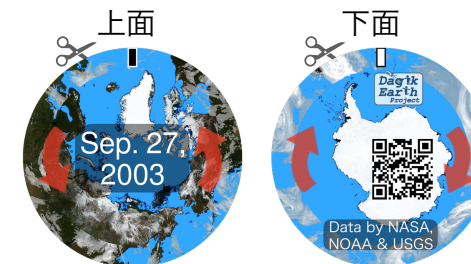 上面
下面
Sep. 27,
2003
Dagik
Earth
Project
Data by NASA,
NOAA & USGS